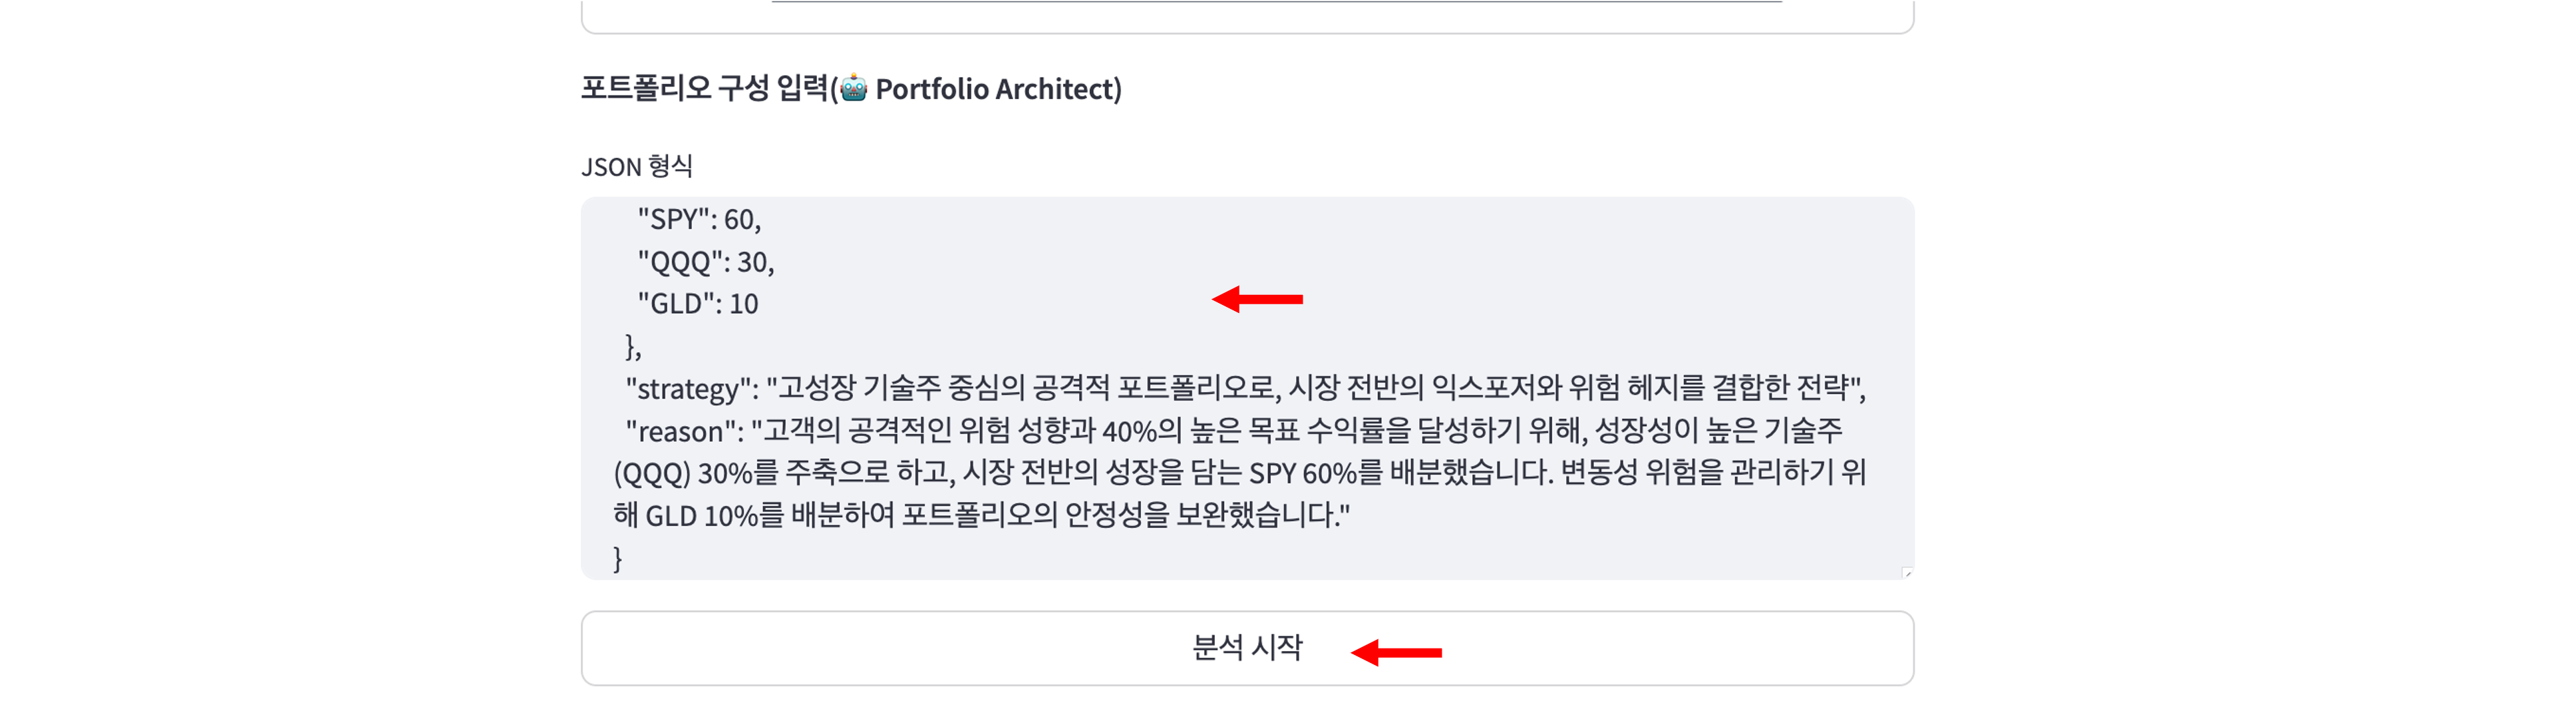 포트폴리오 구성 입력(🤖 Portfolio Architect)
JSON 형식
"SPY": 60,
"QQQ": 30,
"GLD": 10
},
"strategy": "고성장 기술주 중심의 공격적 포트폴리오로, 시장 전반의 익스포저와 위험 헤지를 결합한 전략",
"reason": "고객의 공격적인 위험 성향과 40%의 높은 목표 수익률을 달성하기 위해, 성장성이 높은 기술주
(QQQ) 30%를 주축으로 하고, 시장 전반의 성장을 담는 SPY 60%를 배분했습니다. 변동성 위험을 관리하기 위
해 GLD 10%를 배분하여 포트폴리오의 안정성을 보완했습니다."
}
분석 시작